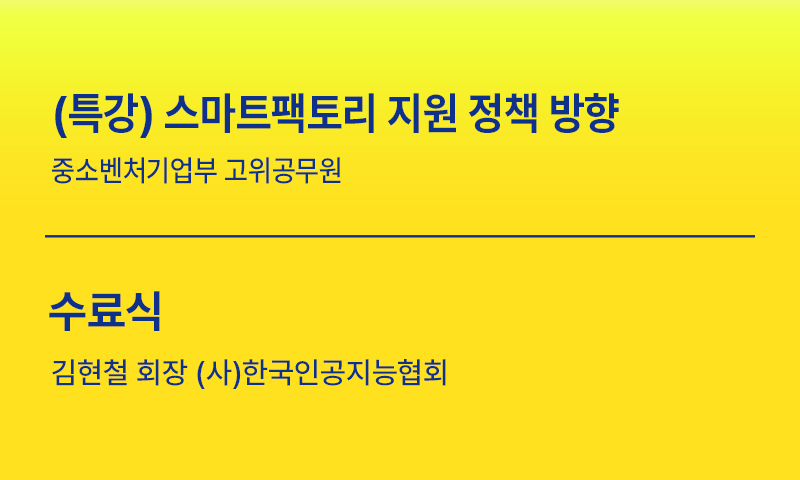 (특강) 스마트팩토리 지원 정책 방향
중소벤처기업부 고위공무원
수료식
김현철 회장 (사)한국인공지능협회